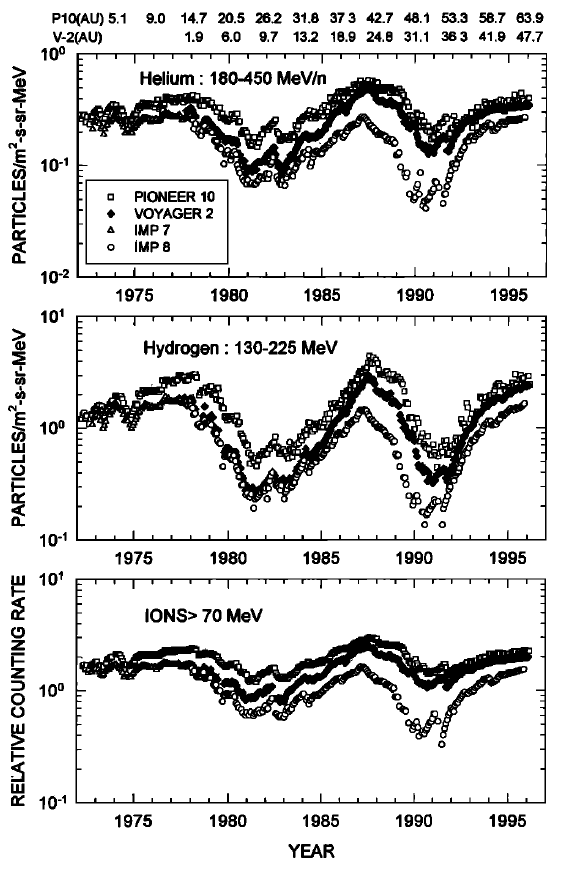 P10(AU) 5.1 9.0 14.7 20.5 26.2 31.8 37 3 42.7 48.1 53.3 58.7 63.9
V-2(AU) 1.9 6.0 9.7 13.2 18.9 24.8 31.1 36 3 41.9 47.7
10⁰
Helium : 180-450 MeV/n
PARTICLES/m²-s-sr-MeV
10⁻¹
PIONEER 10
VOYAGER 2
IMP 7
IMP 8
10⁻²
1975 1980 1985 1990 1995
10¹
Hydrogen : 130-225 MeV
PARTICLES/m²-s-sr-MeV
10⁰
10⁻¹
1975 1980 1985 1990 1995
10¹
IONS> 70 MeV
RELATIVE COUNTING RATE
10⁰
10⁻¹
1975 1980 1985 1990 1995
YEAR